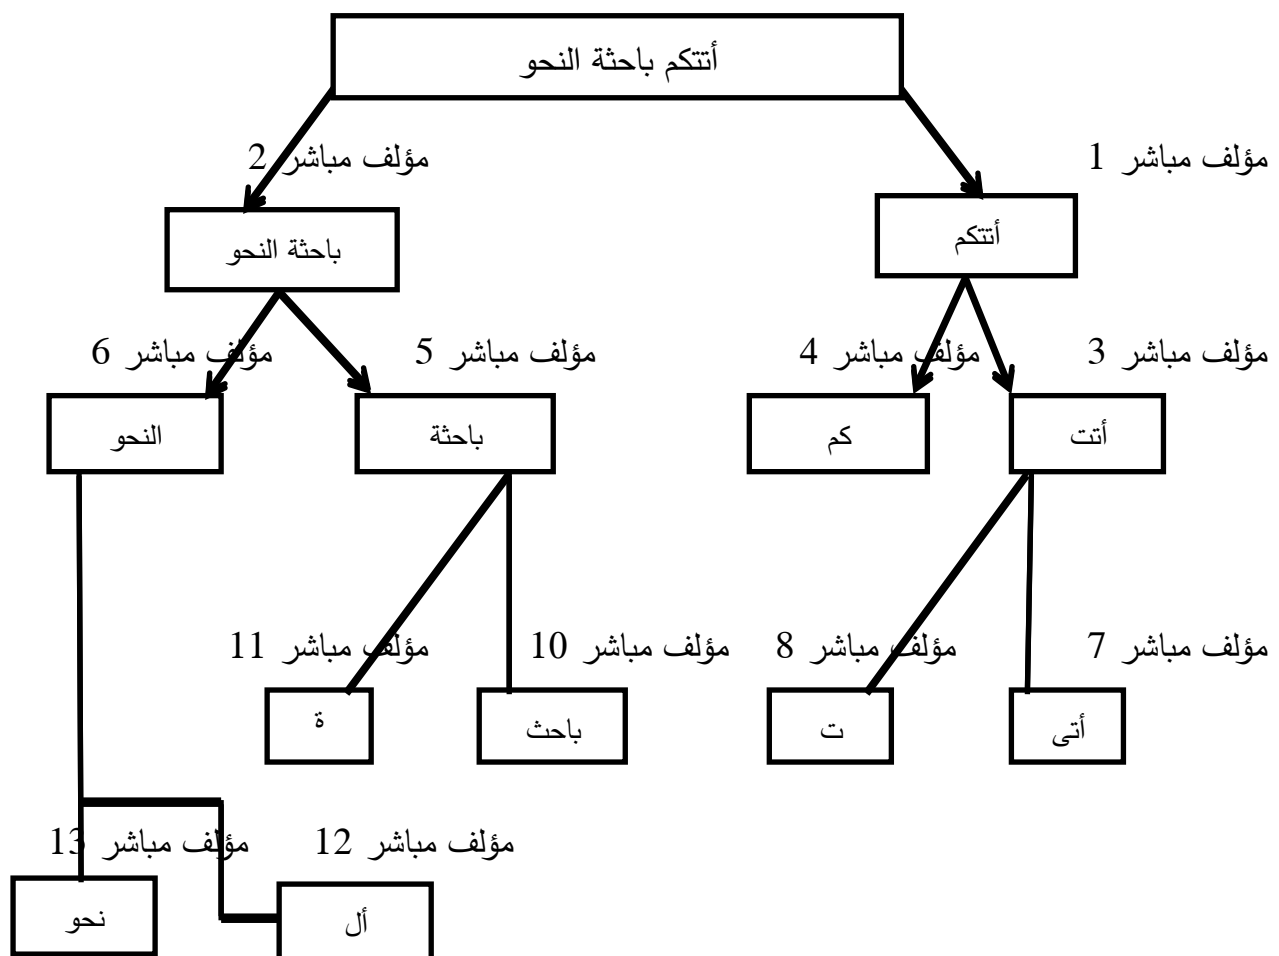 أتتكم باحثة النحو
مؤلف مباشر 1
مؤلف مباشر 2
أتتكم
باحثة النحو
مؤلف مباشر 3
مؤلف مباشر 4
مؤلف مباشر 5
مؤلف مباشر 6
أتت
كم
باحثة
النحو
مؤلف مباشر 7
مؤلف مباشر 8
مؤلف مباشر 10
مؤلف مباشر 11
أتى
ت
باحث
ة
مؤلف مباشر 12
مؤلف مباشر 13
أل
نحو